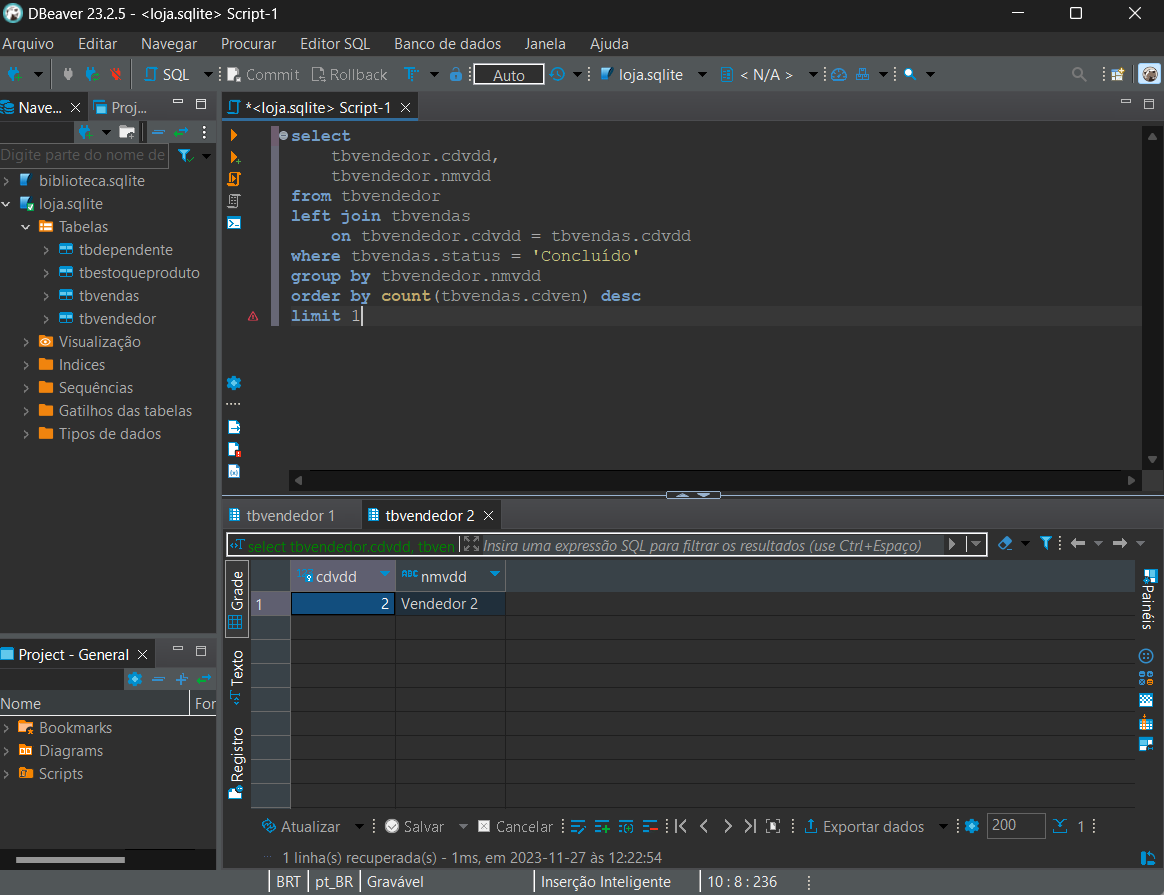 DBeaver 23.2.5 - <loja.sqlite> Script-1
Arquivo Editar Navegar Procurar Editor SQL Banco de dados Janela Ajuda
SQL Commit Rollback Auto loja.sqlite < N/A >
Nave... Proj... *<loja.sqlite> Script-1
Digite parte do nome de
biblioteca.sqlite
loja.sqlite
Tabelas
tbdependente
tbestoqueproduto
tbvendas
tbvendedor
Visualização
Indices
Sequências
Gatilhos das tabelas
Tipos de dados
select
tbvendedor.cdvdd,
tbvendedor.nmvdd
from tbvendedor
left join tbvendas
on tbvendedor.cdvdd = tbvendas.cdvdd
where tbvendas.status = 'Concluído'
group by tbvendedor.nmvdd
order by count(tbvendas.cdven) desc
limit 1
tbvendedor 1 tbvendedor 2
select tbvendedor.cdvdd, tbven Insira uma expressão SQL para filtrar os resultados (use Ctrl+Espaço)
cdvdd ABC nmvdd
1 2 Vendedor 2
Grade
Texto
Registro
Painéis
Project - General
Nome For
Bookmarks
Diagrams
Scripts
Atualizar Salvar Cancelar Exportar dados 200 1
1 linha(s) recuperada(s) - 1ms, em 2023-11-27 às 12:22:54
BRT pt_BR Gravável Inserção Inteligente 10 : 8 : 236